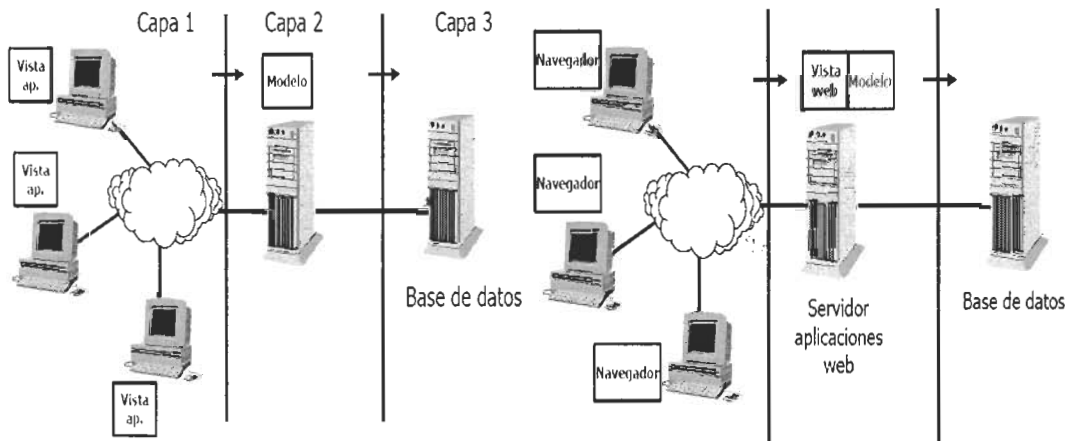 Capa 1
Capa 2
Capa 3
Vista
ap.
Modelo
Vista
ap.
Vista
ap.
Base de datos
Navegador
Vista
web
Modelo
Navegador
Navegador
Servidor
aplicaciones
web
Base de datos